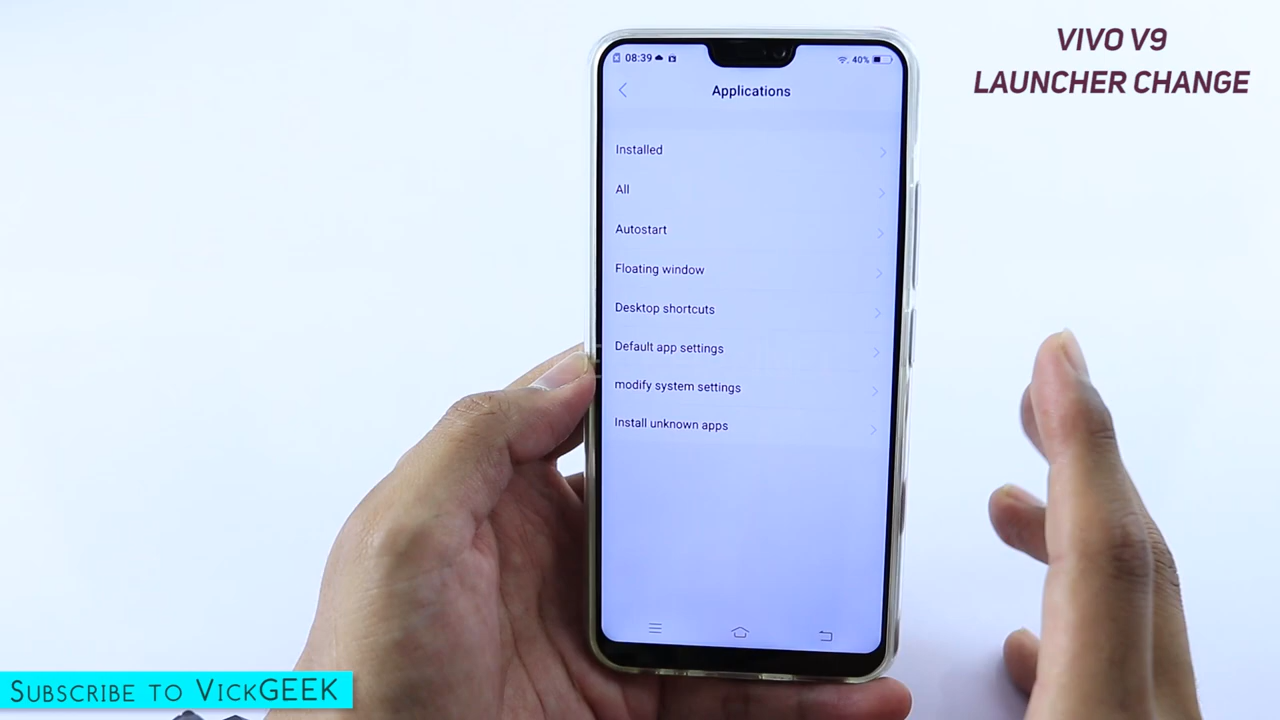 VIVO V9
LAUNCHER CHANGE
08:39
40%
Applications
Installed
All
Autostart
Floating window
Desktop shortcuts
Default app settings
modify system settings
Install unknown apps
SUBSCRIBE TO VICKGEEK